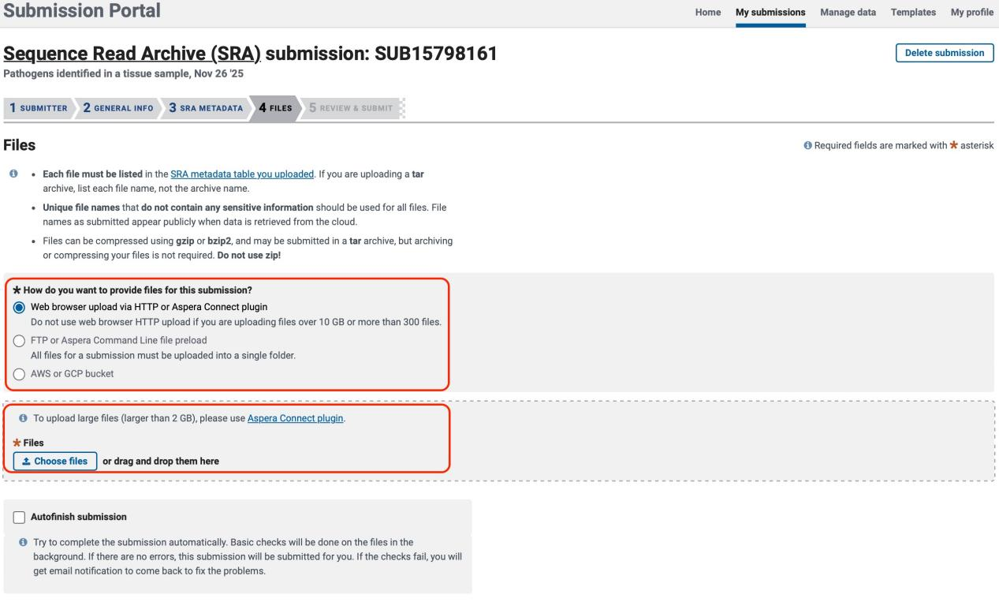 Submission Portal
Home My submissions Manage data Templates My profile
Sequence Read Archive (SRA) submission: SUB15798161
Delete submission
Pathogens identified in a tissue sample, Nov 26 '25
1 SUBMITTER 2 GENERAL INFO 3 SRA METADATA 4 FILES 5 REVIEW & SUBMIT
Files
Required fields are marked with * asterisk
• Each file must be listed in the SRA metadata table you uploaded. If you are uploading a tar
archive, list each file name, not the archive name.
• Unique file names that do not contain any sensitive information should be used for all files. File
names as submitted appear publicly when data is retrieved from the cloud.
• Files can be compressed using gzip or bzip2, and may be submitted in a tar archive, but archiving
or compressing your files is not required. Do not use zip!
* How do you want to provide files for this submission?
Web browser upload via HTTP or Aspera Connect plugin
Do not use web browser HTTP upload if you are uploading files over 10 GB or more than 300 files.
FTP or Aspera Command Line file preload
All files for a submission must be uploaded into a single folder.
AWS or GCP bucket
To upload large files (larger than 2 GB), please use Aspera Connect plugin.
* Files
Choose files or drag and drop them here
Autofinish submission
Try to complete the submission automatically. Basic checks will be done on the files in the
background. If there are no errors, this submission will be submitted for you. If the checks fail, you will
get email notification to come back to fix the problems.